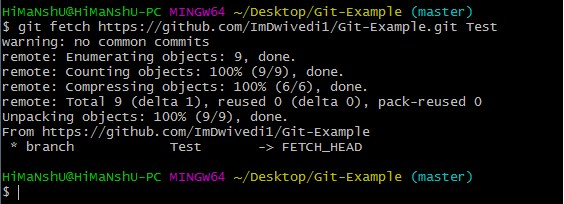 HiMaNshU@HiMaNshU-PC MINGW64 ~/Desktop/Git-Example (master)
$ git fetch https://github.com/ImDwivedi1/Git-Example.git Test
warning: no common commits
remote: Enumerating objects: 9, done.
remote: Counting objects: 100% (9/9), done.
remote: Compressing objects: 100% (6/6), done.
remote: Total 9 (delta 1), reused 0 (delta 0), pack-reused 0
Unpacking objects: 100% (9/9), done.
From https://github.com/ImDwivedi1/Git-Example
 * branch            Test       -> FETCH_HEAD
HiMaNshU@HiMaNshU-PC MINGW64 ~/Desktop/Git-Example (master)
$